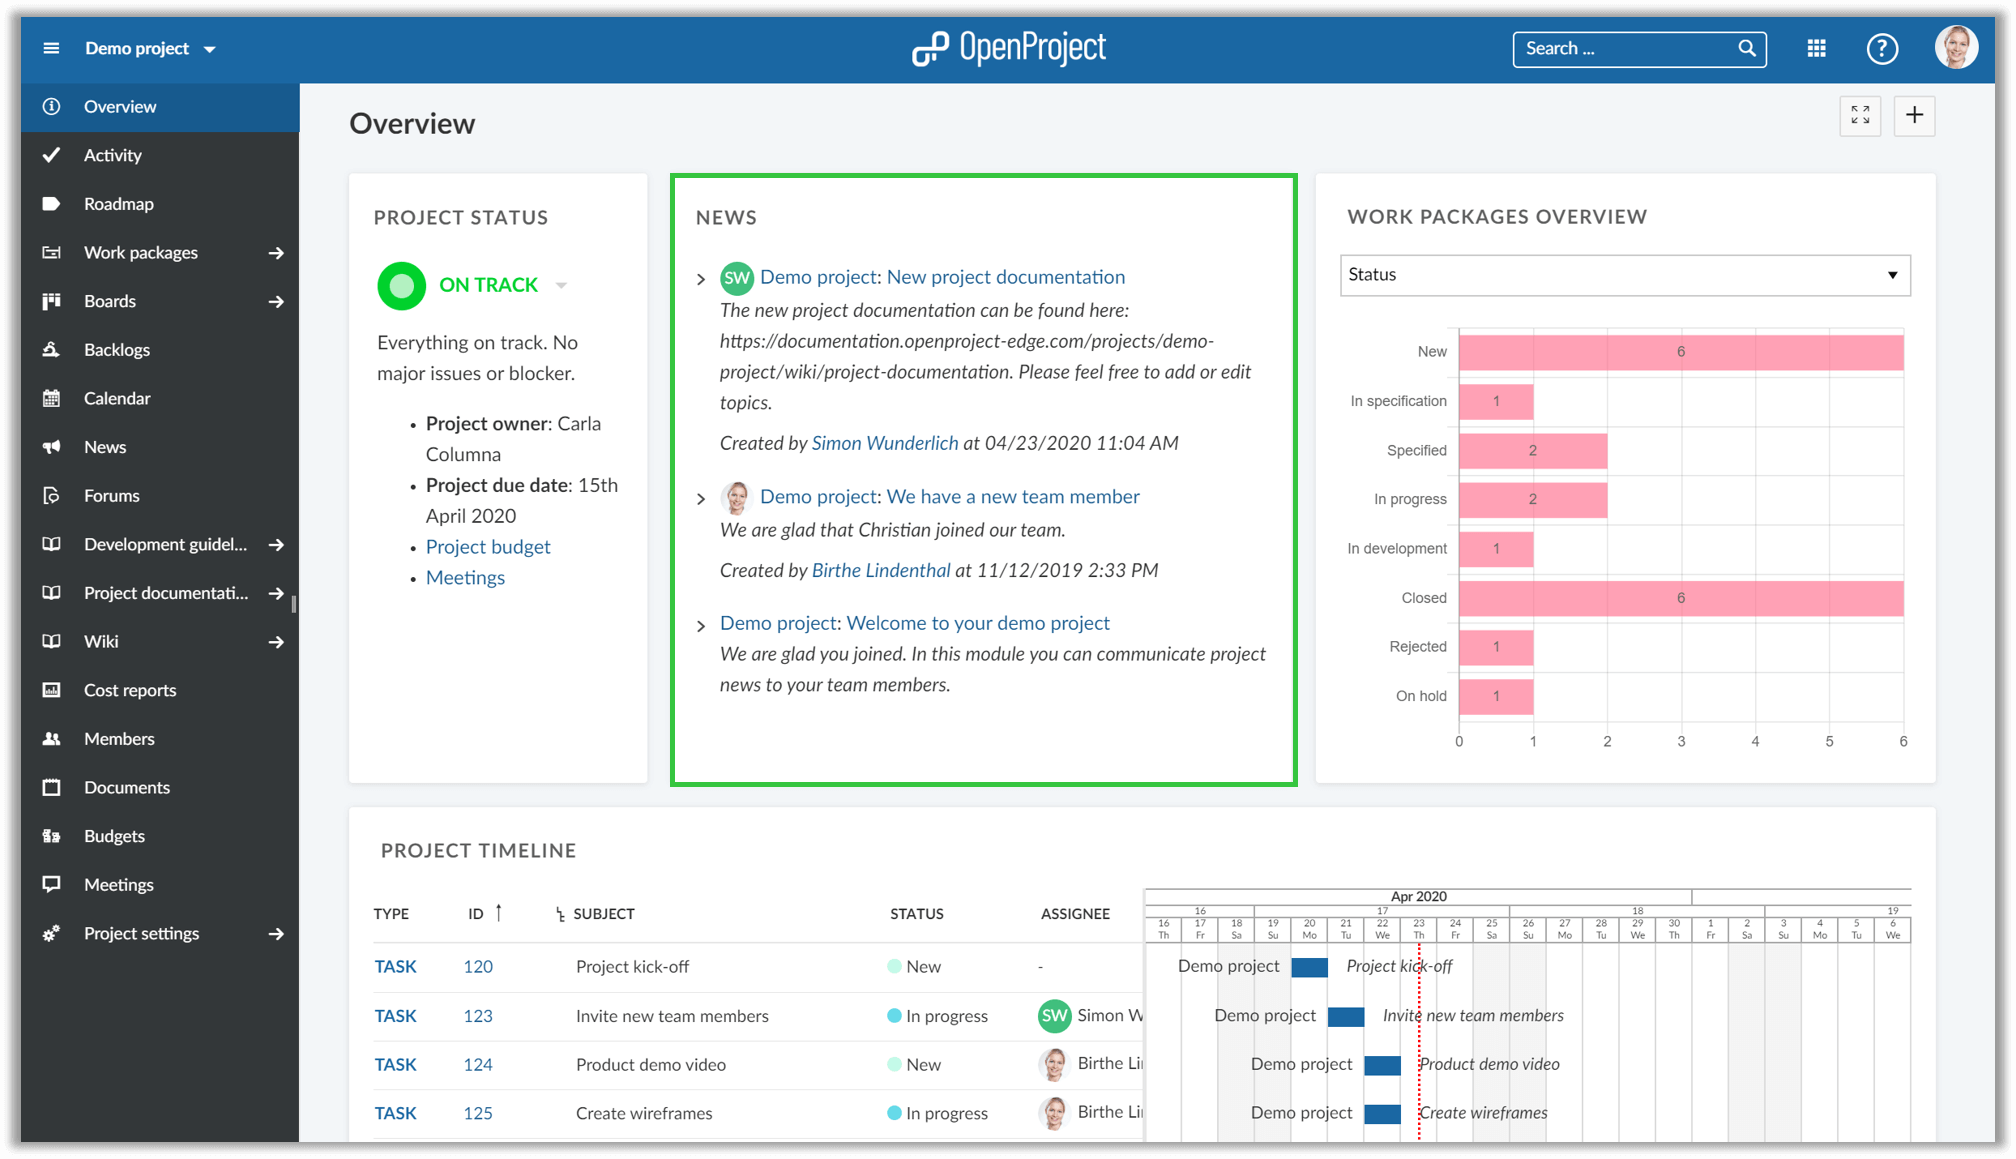 Demo project
OpenProject
Search ...
?
Overview
Activity
Roadmap
Work packages
Boards
Backlogs
Calendar
News
Forums
Development guidel...
Project documentati...
Wiki
Cost reports
Members
Documents
Budgets
Meetings
Project settings
Overview
PROJECT STATUS
ON TRACK
Everything on track. No
major issues or blocker.
• Project owner: Carla
Columna
• Project due date: 15th
April 2020
• Project budget
• Meetings
NEWS
SW Demo project: New project documentation
The new project documentation can be found here:
https://documentation.openproject-edge.com/projects/demo-
project/wiki/project-documentation. Please feel free to add or edit
topics.
Created by Simon Wunderlich at 04/23/2020 11:04 AM
Demo project: We have a new team member
We are glad that Christian joined our team.
Created by Birthe Lindenthal at 11/12/2019 2:33 PM
Demo project: Welcome to your demo project
We are glad you joined. In this module you can communicate project
news to your team members.
WORK PACKAGES OVERVIEW
Status
New 6
In specification 1
Specified 2
In progress 2
In development 1
Closed 6
Rejected 1
On hold 1
0 1 2 3 4 5 6
PROJECT TIMELINE
TYPE ID SUBJECT STATUS ASSIGNEE
Apr 2020
16 17 18 19
16 17 18 19 20 21 22 23 24 25 26 27 28 29 30 1 2 3 4 5 6
Th Fr Sa Su Mo Tu We Th Fr Sa Su Mo Tu We Th Fr Sa Su Mo Tu We
TASK 120 Project kick-off New - Demo project Project kick-off
TASK 123 Invite new team members In progress SW Simon W Demo project Invite new team members
TASK 124 Product demo video New Birthe Li Demo project Product demo video
TASK 125 Create wireframes In progress Birthe Li Demo project Create wireframes